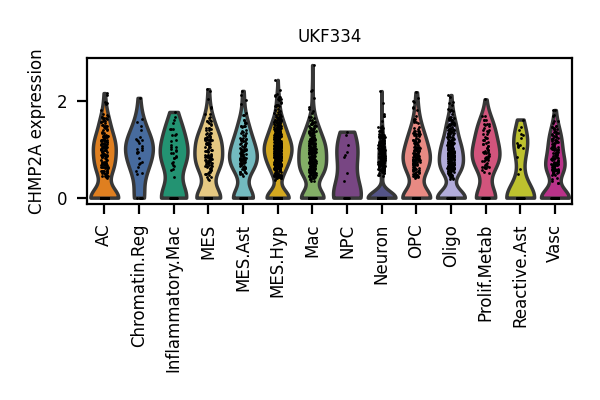 UKF334
CHMP2A expression
2
0
AC
Chromatin.Reg
Inflammatory.Mac
MES
MES.Ast
MES.Hyp
Mac
NPC
Neuron
OPC
Oligo
Prolif.Metab
Reactive.Ast
Vasc